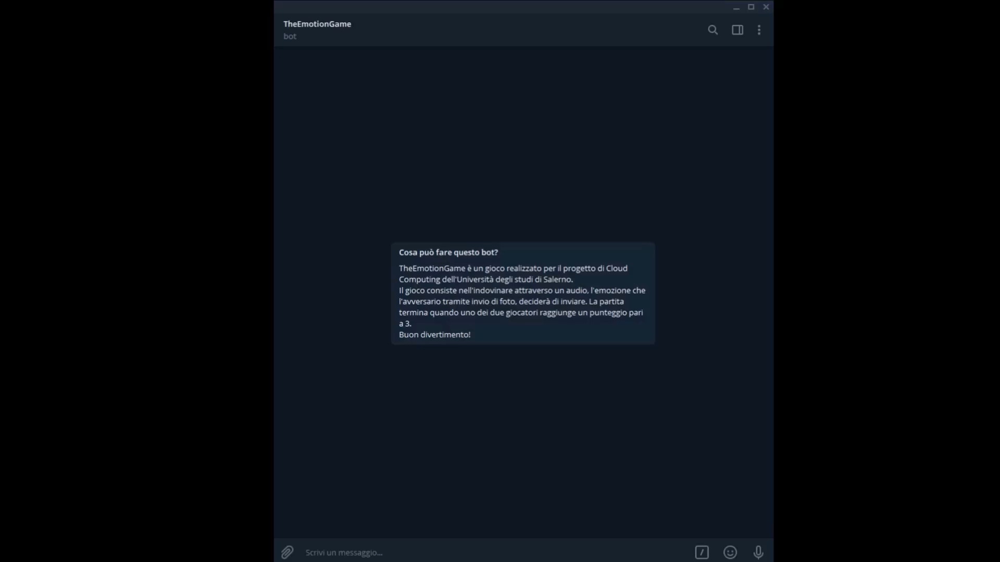 TheEmotionGame
bot
Cosa può fare questo bot?
TheEmotionGame è un gioco realizzato per il progetto di Cloud
Computing dell'Università degli studi di Salerno.
Il gioco consiste nell'indovinare attraverso un audio, l'emozione che
l'avversario tramite invio di foto, deciderà di inviare. La partita
termina quando uno dei due giocatori raggiunge un punteggio pari
a 3.
Buon divertimento!
Scrivi un messaggio...